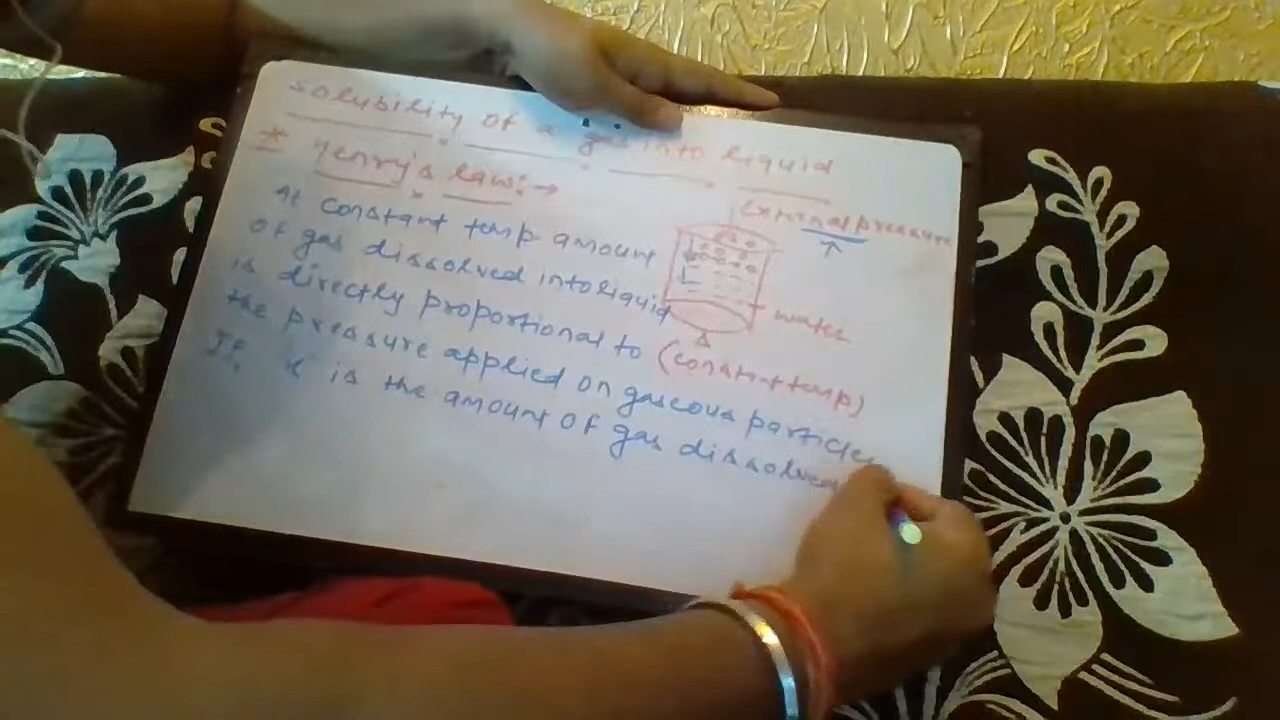 Solubility of a gas into liquid
* Henry's law:→
External pressure
At constant temp amount
of gas dissolved into liquid
water
is directly proportional to (constant temp)
the pressure applied on gaseous particles
If x is the amount of gas dissolved